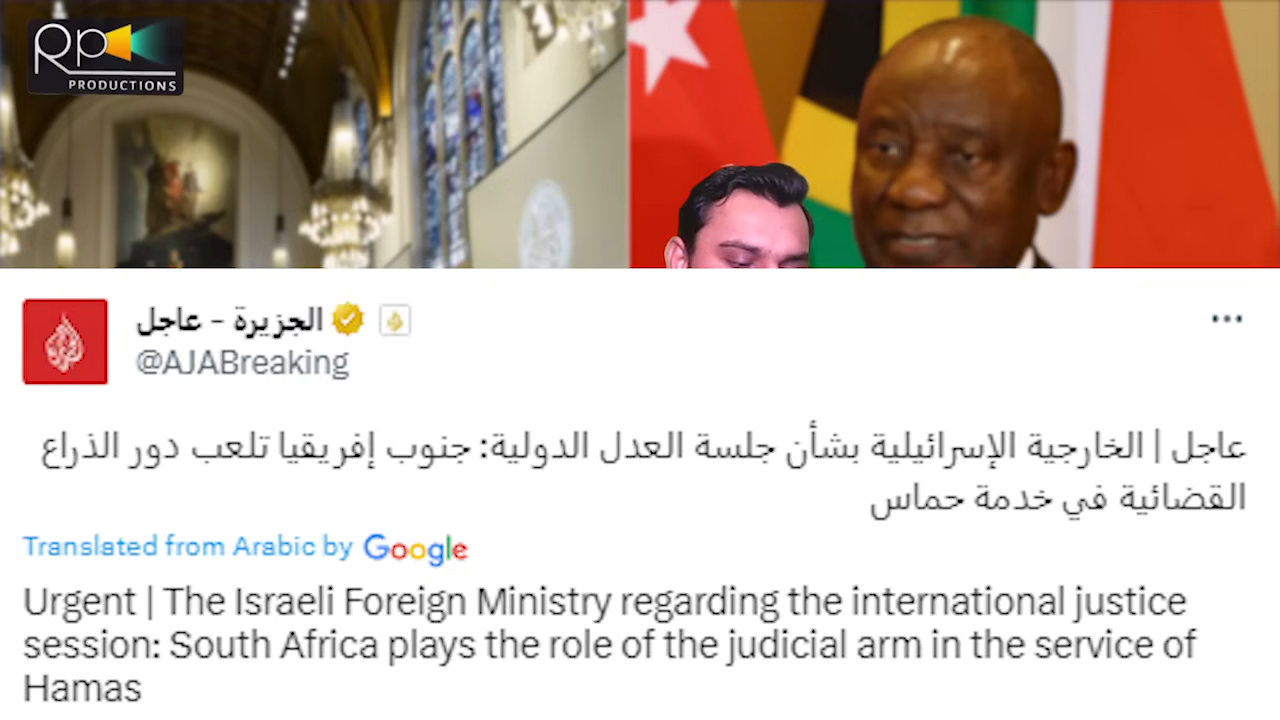 Rp
PRODUCTIONS
الجزيرة - عاجل
@AJABreaking
عاجل | الخارجية الإسرائيلية بشأن جلسة العدل الدولية: جنوب إفريقيا تلعب دور الذراع
القضائية في خدمة حماس
Translated from Arabic by Google
Urgent | The Israeli Foreign Ministry regarding the international justice
session: South Africa plays the role of the judicial arm in the service of
Hamas